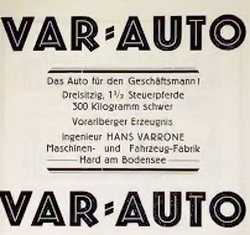 VAR=AUTO
Das Auto für den Geschäftsmann!
Dreisitzig, 1½ Steuerpferde
300 Kilogramm schwer
Vorarlberger Erzeugnis
Ingenieur HANS VARRONE
Maschinen- und Fahrzeug-Fabrik
Hard am Bodensee
VAR=AUTO